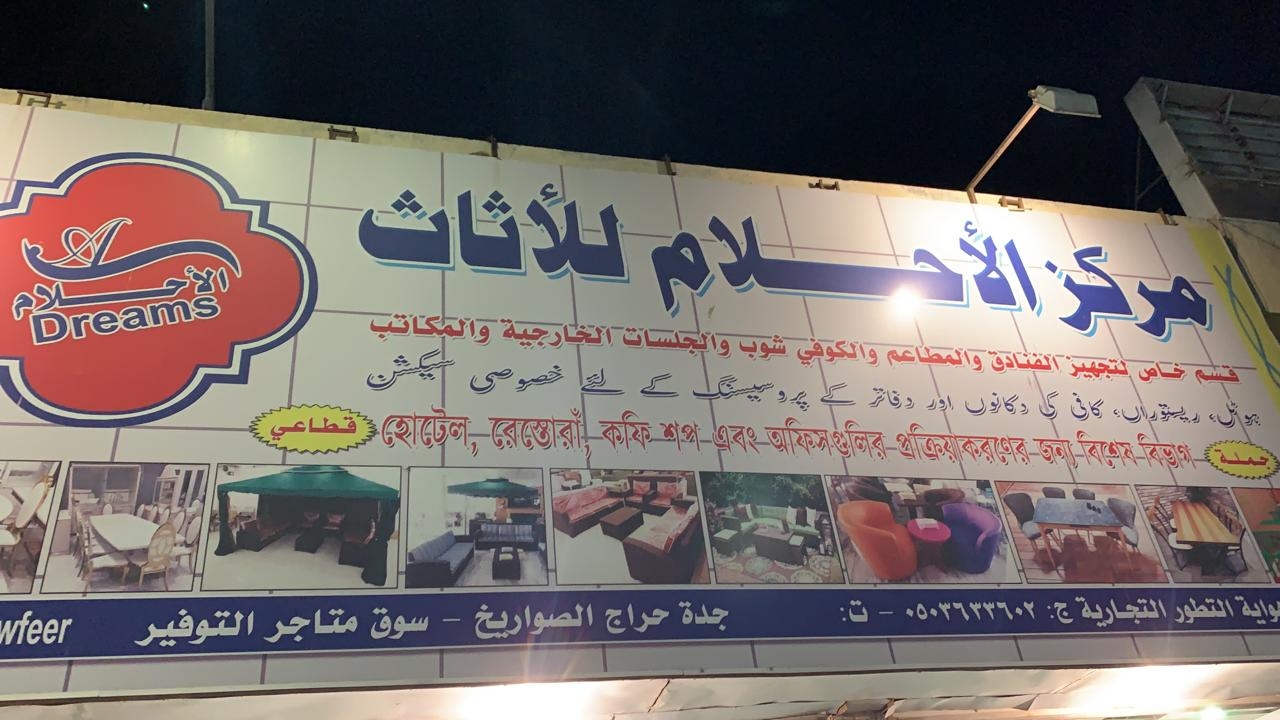 مركز الأحلام للأثاث
الأحلام
Dreams
قسم خاص لتجهيز الفنادق والمطاعم والكوفي شوب والجلسات الخارجية والمكاتب
ہوٹل، ریستوراں، کافی کی دکانوں اور دفاتر کے پروسیسنگ کے لئے خصوصی سیکشن
হোটেল, রেস্তোরাঁ, কফি শপ এবং অফিসগুলির প্রক্রিয়াকরণের জন্য বিশেষ বিভাগ
جملة
قطاعي
التطور التجارية ج: ٠٥٠٣٦٣٣٦٠٢ - ت:
جدة حراج الصواريخ - سوق متاجر التوفير
wfeer